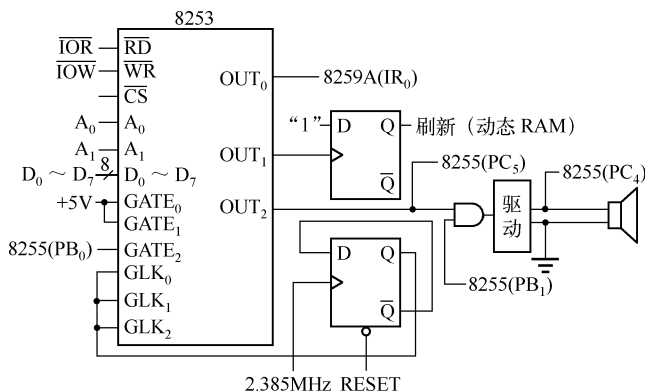 8253
IOR
RD
IOW
WR
CS
A0
A0
A1
A1
D0 ~ D7
8
D0 ~ D7
+5V
GATE0
GATE1
8255(PB0)
GATE2
GLK0
GLK1
GLK2
OUT0
8259A(IR0)
OUT1
OUT2
"1"
D
Q
Q
刷新（动态 RAM）
8255(PC5)
8255(PC4)
驱动
8255(PB1)
D
Q
Q
2.385MHz
RESET